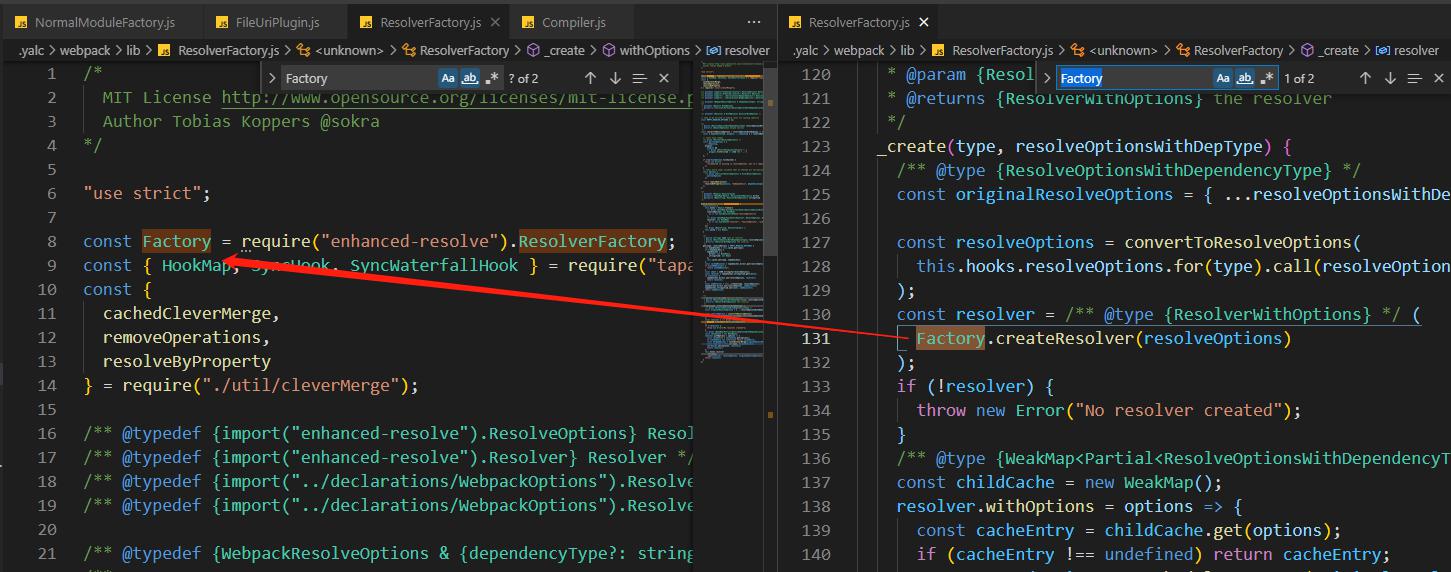 NormalModuleFactory.js
FileUriPlugin.js
ResolverFactory.js
Compiler.js
...
.yalc > webpack > lib > ResolverFactory.js > <unknown> > ResolverFactory > _create > withOptions > resolver
Factory Aa ab .* ? of 2
1 /*
2 MIT License http://www.opensource.org/licenses/mit-license.p
3 Author Tobias Koppers @sokra
4 */
5
6 "use strict";
7
8 const Factory = require("enhanced-resolve").ResolverFactory;
9 const { HookMap, SyncHook, SyncWaterfallHook } = require("tapa
10 const {
11 cachedCleverMerge,
12 removeOperations,
13 resolveByProperty
14 } = require("./util/cleverMerge");
15
16 /** @typedef {import("enhanced-resolve").ResolveOptions} Resol
17 /** @typedef {import("enhanced-resolve").Resolver} Resolver */
18 /** @typedef {import("../declarations/WebpackOptions").Resolve
19 /** @typedef {import("../declarations/WebpackOptions").Resolve
20
21 /** @typedef {WebpackResolveOptions & {dependencyType?: string
ResolverFactory.js
.yalc > webpack > lib > ResolverFactory.js > <unknown> > ResolverFactory > _create > resolver
Factory Aa ab .* 1 of 2
120 * @param {Resol
121 * @returns {ResolverWithOptions} the resolver
122 */
123 _create(type, resolveOptionsWithDepType) {
124 /** @type {ResolveOptionsWithDependencyType} */
125 const originalResolveOptions = { ...resolveOptionsWithDe
126
127 const resolveOptions = convertToResolveOptions(
128 this.hooks.resolveOptions.for(type).call(resolveOption
129 );
130 const resolver = /** @type {ResolverWithOptions} */ (
131 Factory.createResolver(resolveOptions)
132 );
133 if (!resolver) {
134 throw new Error("No resolver created");
135 }
136 /** @type {WeakMap<Partial<ResolveOptionsWithDependencyT
137 const childCache = new WeakMap();
138 resolver.withOptions = options => {
139 const cacheEntry = childCache.get(options);
140 if (cacheEntry !== undefined) return cacheEntry;